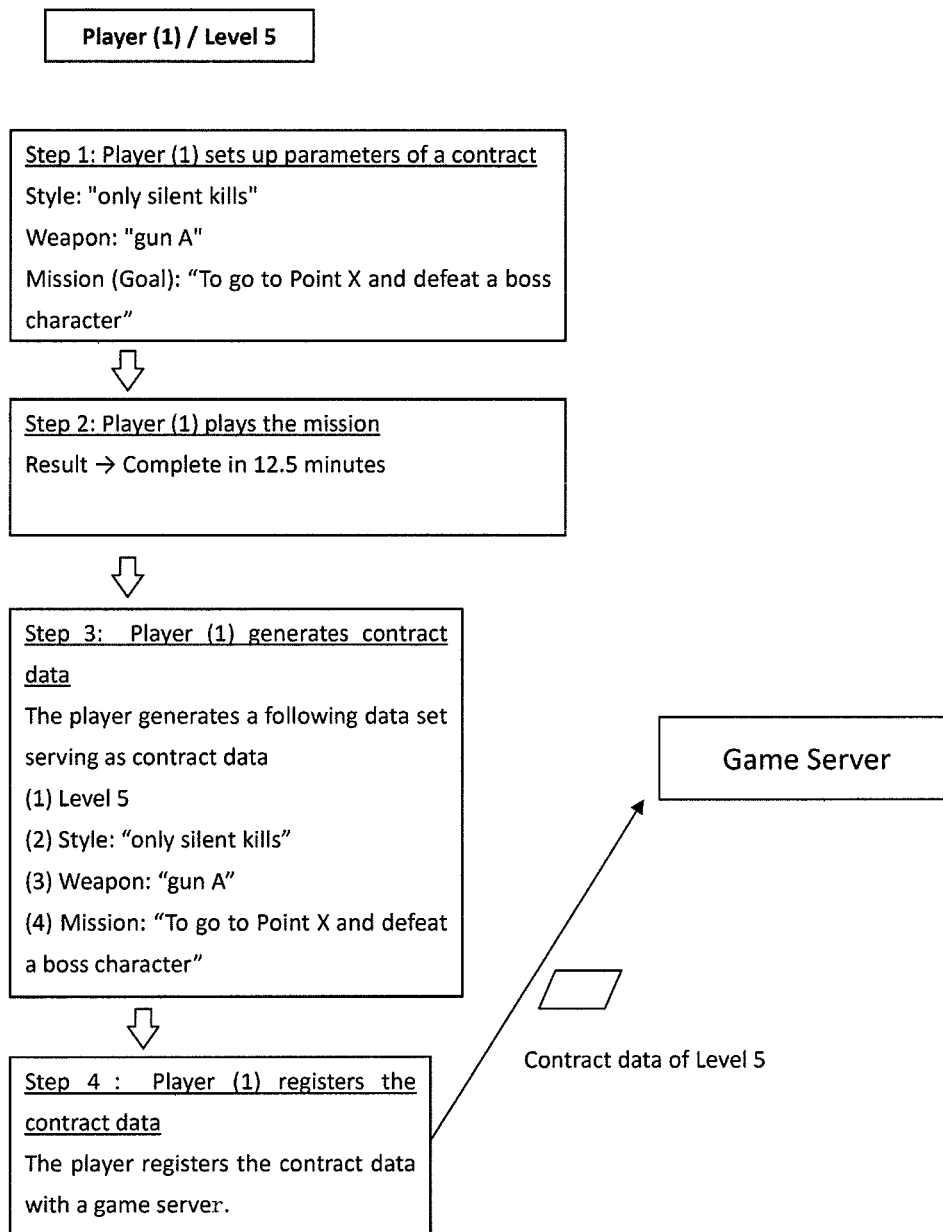 Player (1) / Level 5
Step 1: Player (1) sets up parameters of a contract
Style: "only silent kills"
Weapon: "gun A"
Mission (Goal): “To go to Point X and defeat a boss
character”
Step 2: Player (1) plays the mission
Result → Complete in 12.5 minutes
Step 3: Player (1) generates contract
data
The player generates a following data set
serving as contract data
(1) Level 5
(2) Style: “only silent kills”
(3) Weapon: “gun A”
(4) Mission: “To go to Point X and defeat
a boss character”
Game Server
Contract data of Level 5
Step 4 : Player (1) registers the
contract data
The player registers the contract data
with a game server.